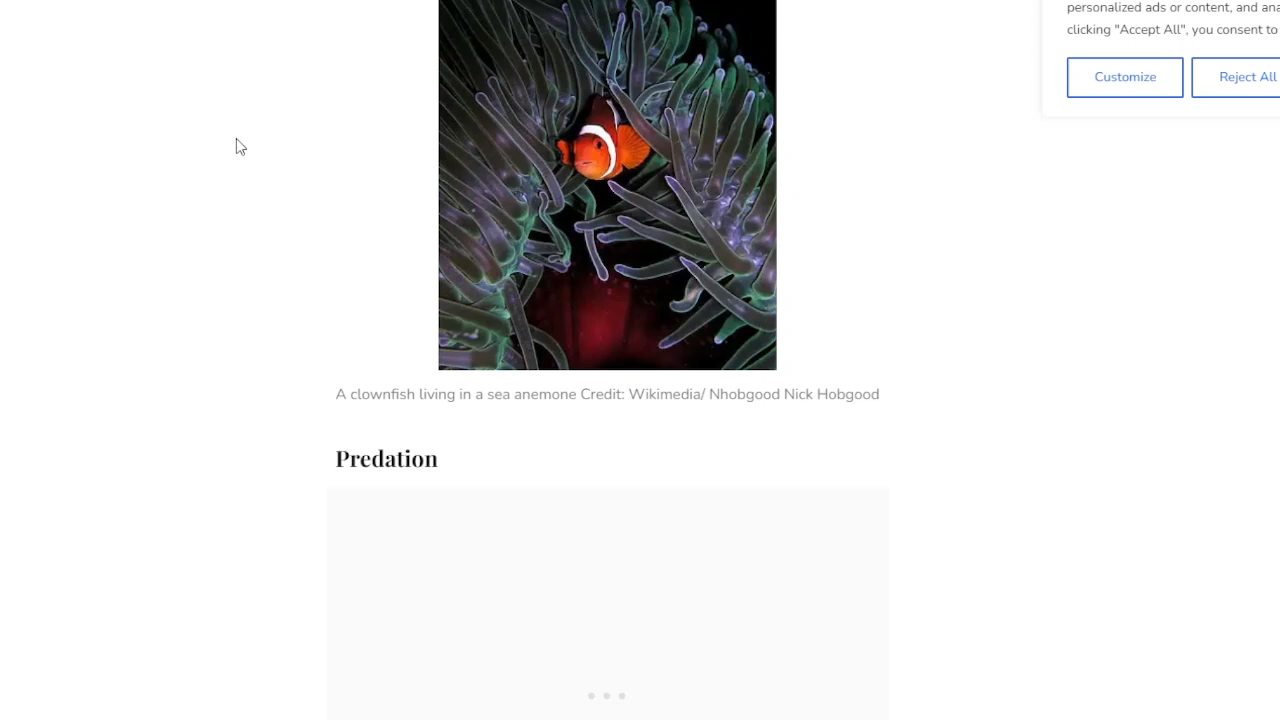 personalized ads or content, and
clicking "Accept All", you consent to
Customize
Reject All
A clownfish living in a sea anemone Credit: Wikimedia/ Nhobgood Nick Hobgood
Predation